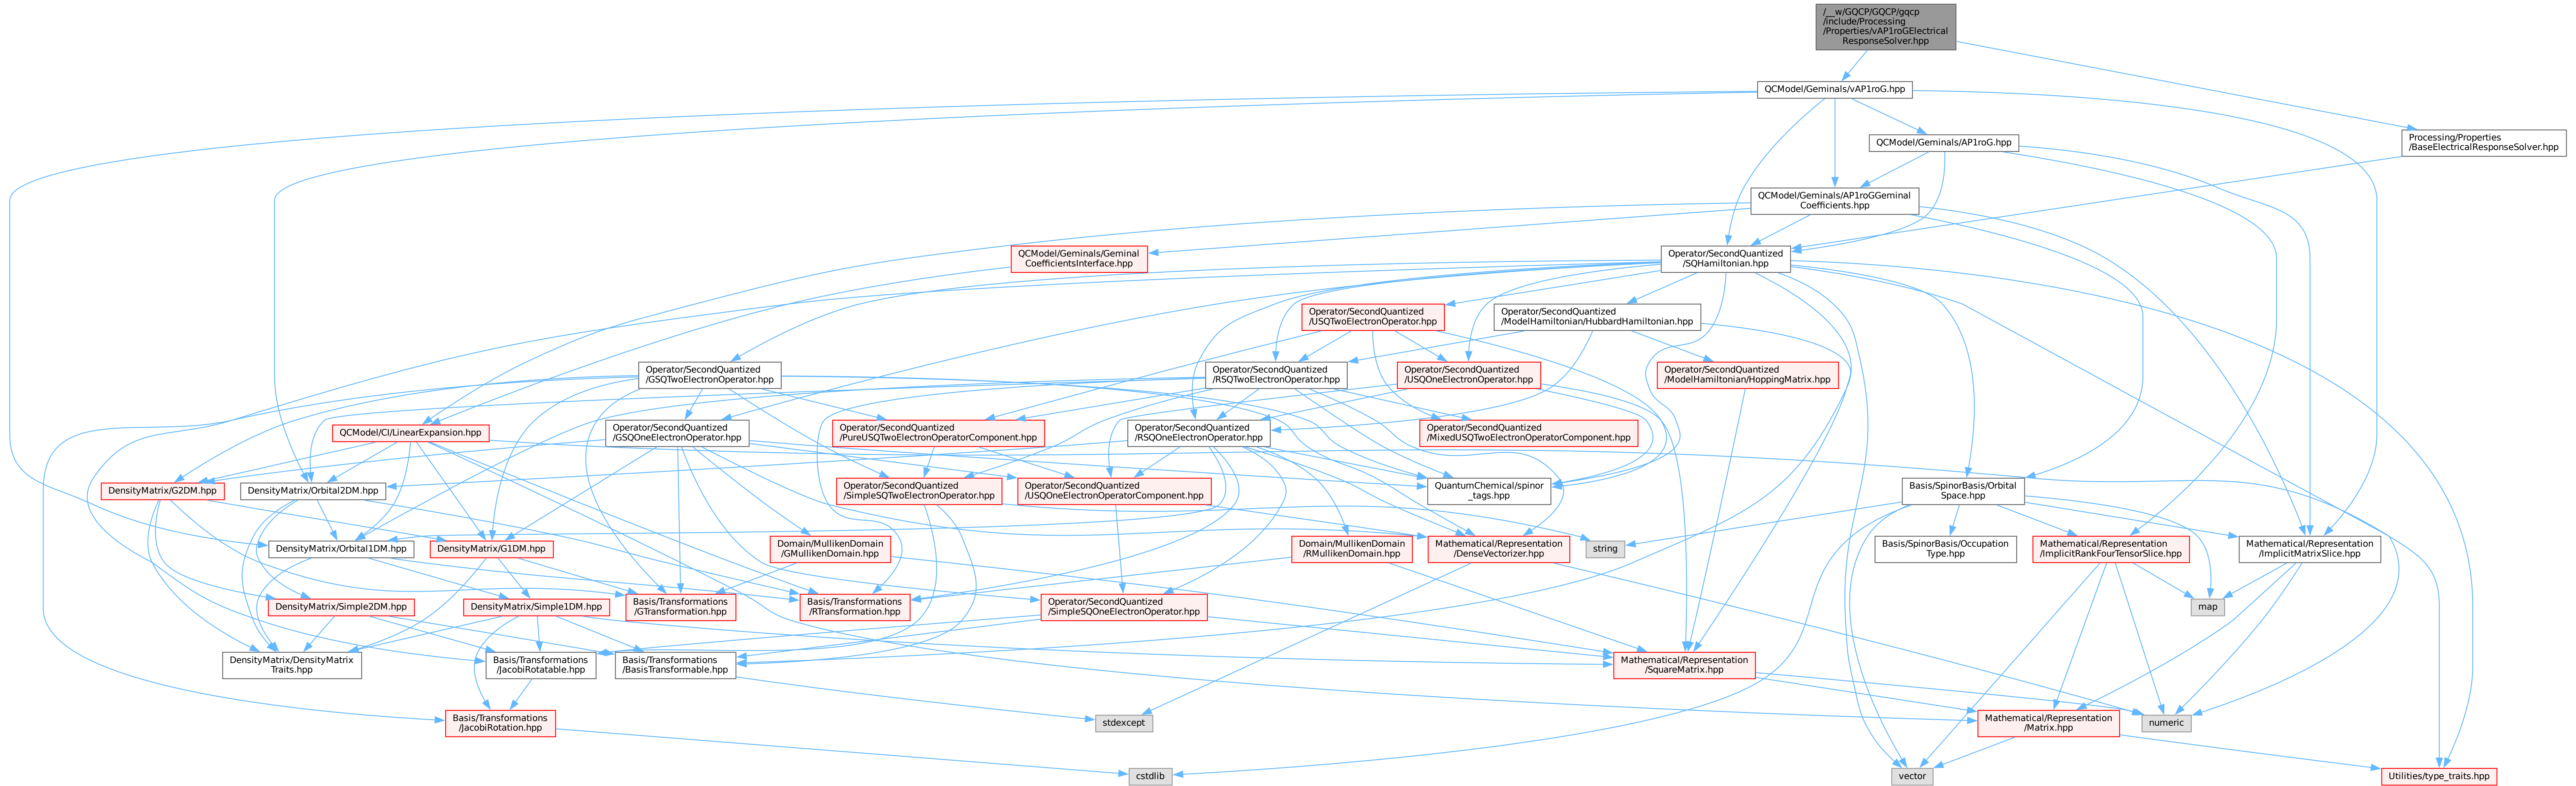 /__w/GQCP/GQCP/gqcp
/include/Processing
/Properties/vAP1roGElectrical
ResponseSolver.hpp
QCModel/Geminals/vAP1roG.hpp
QCModel/Geminals/AP1roG.hpp
Processing/Properties
/BaseElectricalResponseSolver.hpp
QCModel/Geminals/AP1roGGeminal
Coefficients.hpp
QCModel/Geminals/Geminal
CoefficientsInterface.hpp
Operator/SecondQuantized
/SQHamiltonian.hpp
Operator/SecondQuantized
/USQTwoElectronOperator.hpp
Operator/SecondQuantized
/ModelHamiltonian/HubbardHamiltonian.hpp
Operator/SecondQuantized
/GSQTwoElectronOperator.hpp
Operator/SecondQuantized
/RSQTwoElectronOperator.hpp
Operator/SecondQuantized
/USQOneElectronOperator.hpp
Operator/SecondQuantized
/ModelHamiltonian/HoppingMatrix.hpp
QCModel/CI/LinearExpansion.hpp
Operator/SecondQuantized
/GSQOneElectronOperator.hpp
Operator/SecondQuantized
/PureUSQTwoElectronOperatorComponent.hpp
Operator/SecondQuantized
/RSQOneElectronOperator.hpp
Operator/SecondQuantized
/MixedUSQTwoElectronOperatorComponent.hpp
DensityMatrix/G2DM.hpp
DensityMatrix/Orbital2DM.hpp
Operator/SecondQuantized
/SimpleSQTwoElectronOperator.hpp
Operator/SecondQuantized
/USQOneElectronOperatorComponent.hpp
QuantumChemical/spinor
_tags.hpp
Basis/SpinorBasis/Orbital
Space.hpp
DensityMatrix/Orbital1DM.hpp
DensityMatrix/G1DM.hpp
Domain/MullikenDomain
/GMullikenDomain.hpp
Domain/MullikenDomain
/RMullikenDomain.hpp
Mathematical/Representation
/DenseVectorizer.hpp
string
Basis/SpinorBasis/Occupation
Type.hpp
Mathematical/Representation
/ImplicitRankFourTensorSlice.hpp
Mathematical/Representation
/ImplicitMatrixSlice.hpp
DensityMatrix/Simple2DM.hpp
DensityMatrix/Simple1DM.hpp
Basis/Transformations
/GTransformation.hpp
Basis/Transformations
/RTransformation.hpp
Operator/SecondQuantized
/SimpleSQOneElectronOperator.hpp
map
DensityMatrix/DensityMatrix
Traits.hpp
Basis/Transformations
/JacobiRotatable.hpp
Basis/Transformations
/BasisTransformable.hpp
Mathematical/Representation
/SquareMatrix.hpp
Basis/Transformations
/JacobiRotation.hpp
stdexcept
Mathematical/Representation
/Matrix.hpp
numeric
cstdlib
vector
Utilities/type_traits.hpp